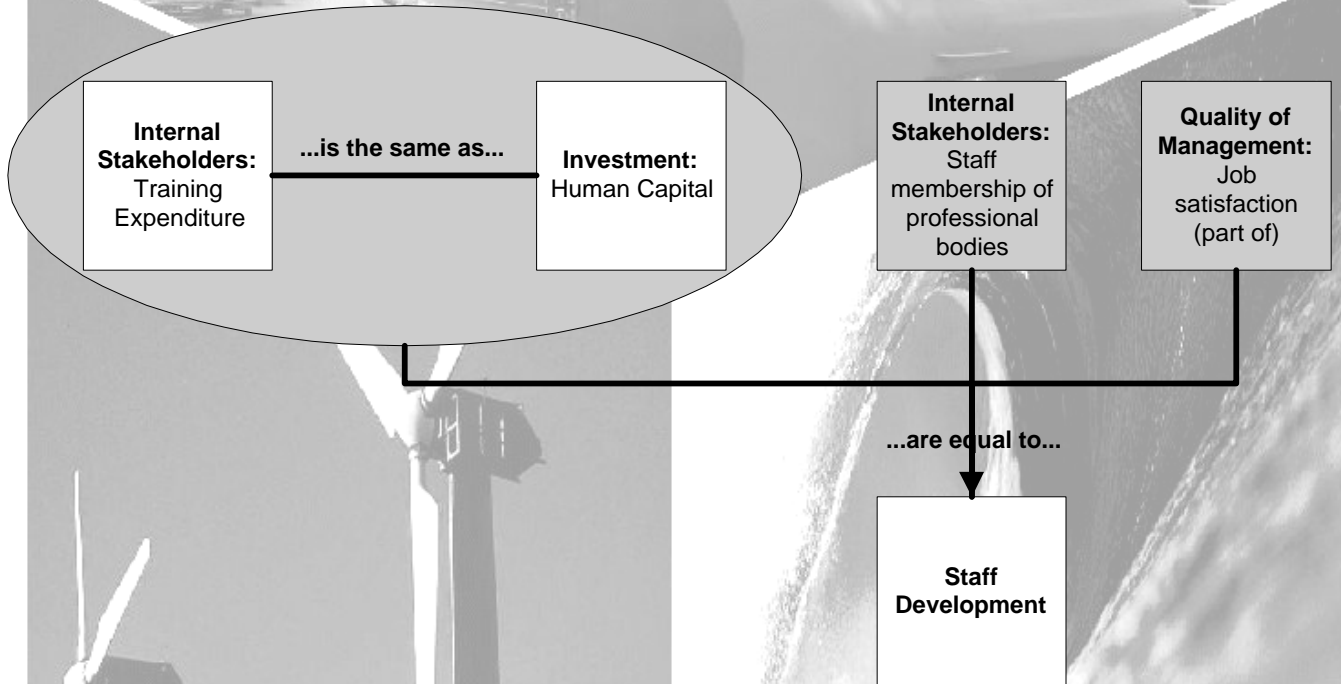 Internal
Stakeholders:
Training
Expenditure
...is the same as...
Investment:
Human Capital
Internal
Stakeholders:
Staff
membership of
professional
bodies
Quality of
Management:
Job
satisfaction
(part of)
...are equal to...
Staff
Development